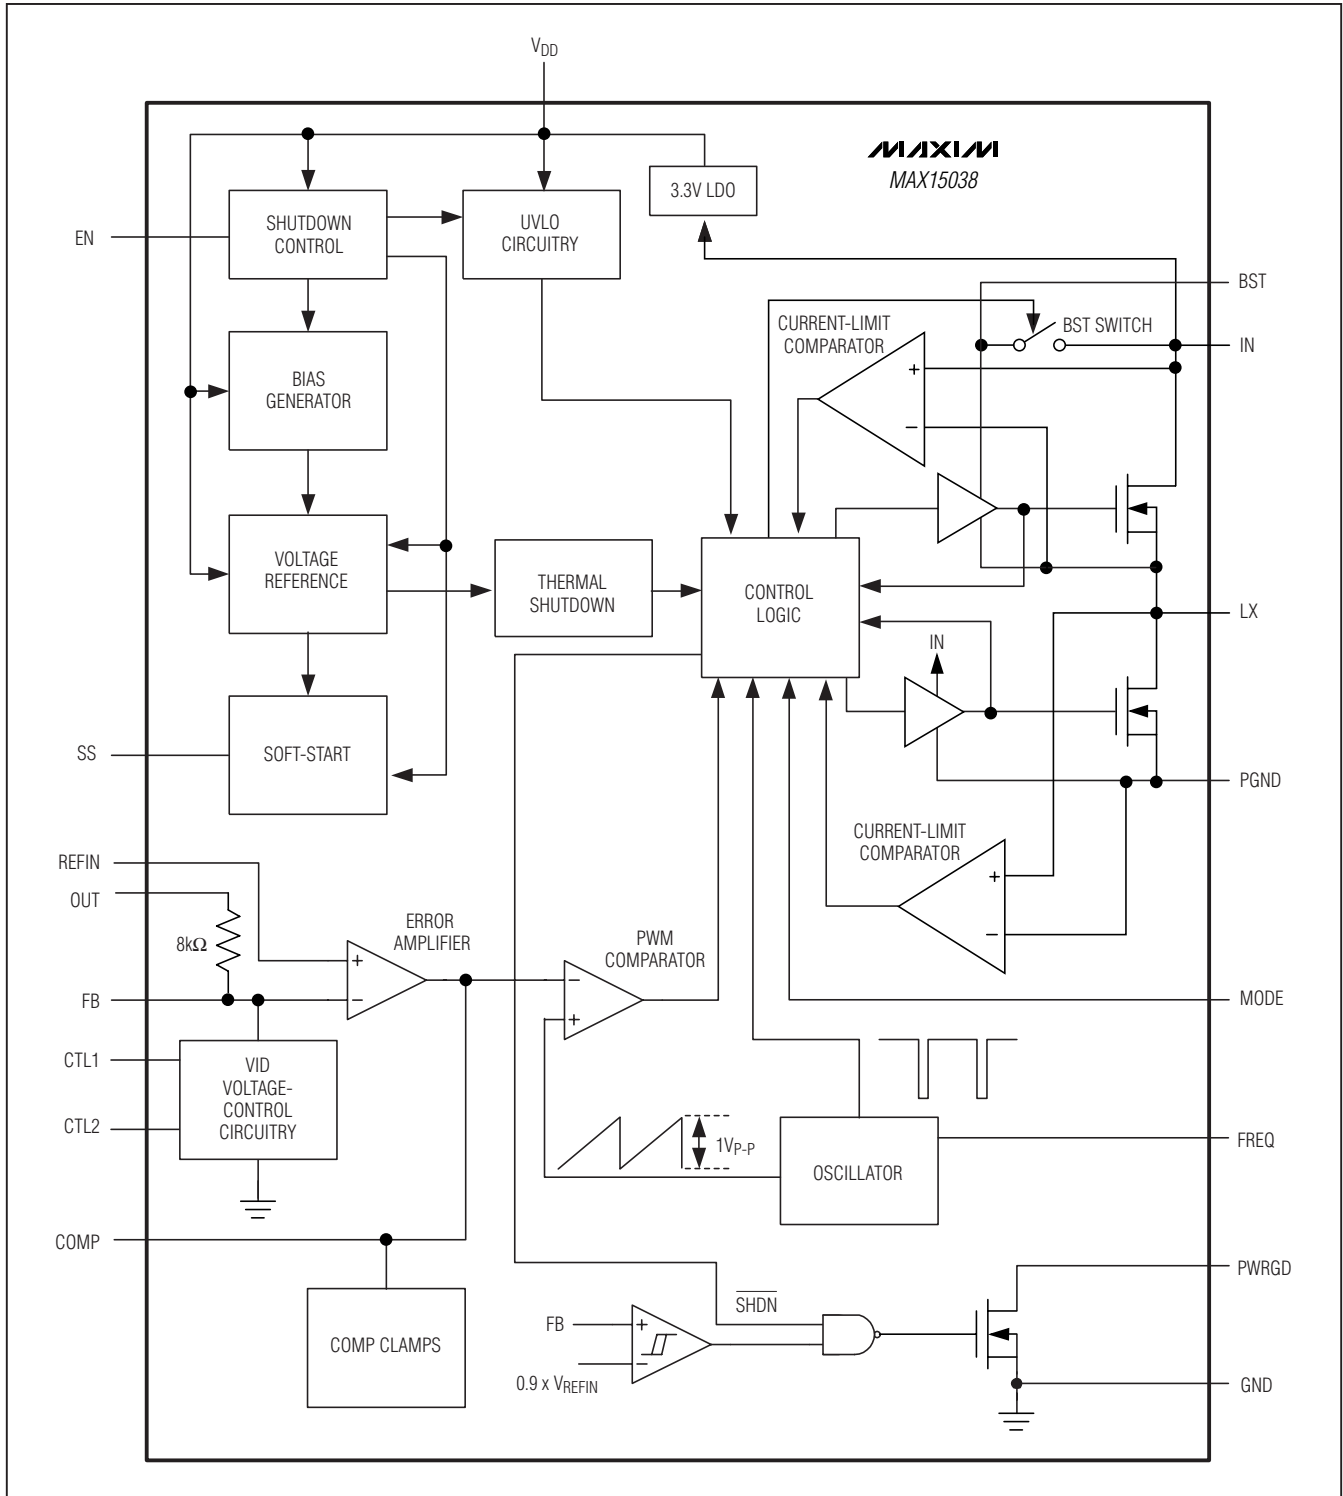 VDD
MAXIM
MAX15038
3.3V LDO
SHUTDOWN
CONTROL
UVLO
CIRCUITRY
EN
BST
CURRENT-LIMIT
COMPARATOR
BST SWITCH
IN
BIAS
GENERATOR
+
−
VOLTAGE
REFERENCE
THERMAL
SHUTDOWN
CONTROL
LOGIC
LX
IN
SS
SOFT-START
PGND
CURRENT-LIMIT
COMPARATOR
+
−
REFIN
OUT
8kΩ
ERROR
AMPLIFIER
+
−
PWM
COMPARATOR
−
+
FB
MODE
CTL1
CTL2
VID
VOLTAGE-
CONTROL
CIRCUITRY
1VP-P
OSCILLATOR
FREQ
COMP
COMP CLAMPS
PWRGD
SHDN
FB
+
−
0.9 x VREFIN
GND